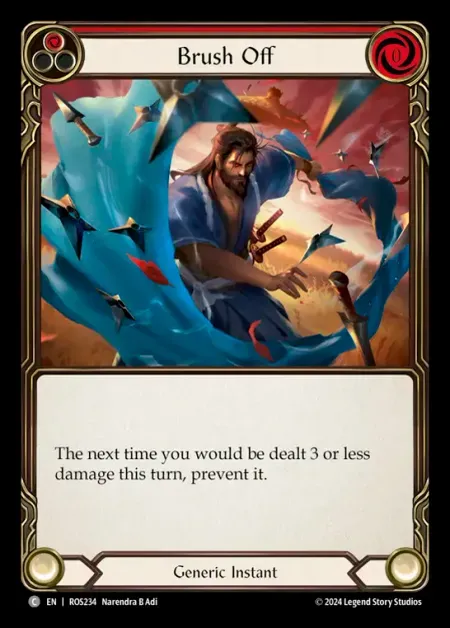 Brush Off
0
The next time you would be dealt 3 or less
damage this turn, prevent it.
Generic Instant
C EN | ROS234 Narendra B Adi
© 2024 Legend Story Studios